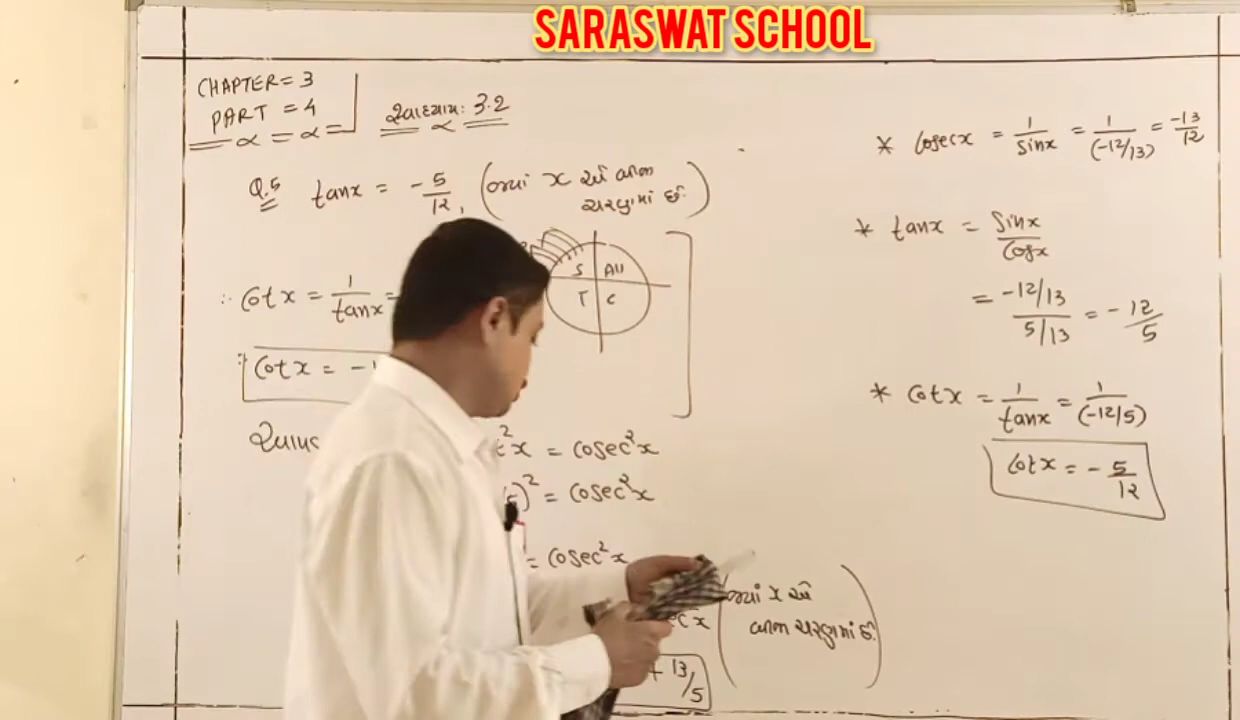 SARASWAT SCHOOL
CHAPTER = 3
PART = 4
સ્વાધ્યાય: 3.2
Q.5 tanx = -5/12, (જ્યાં x એ બીજા
ચરણમાં છે.)
S All
T C
∴ cotx = 1/tanx =
∴ cotx = -1
²x = cosec²x
)² = cosec²x
= cosec²x
(જ્યાં x એ
બીજા ચરણમાં છે.)
+13/5
* cosecx = 1/sinx = 1/(-12/13) = -13/12
* tanx = sinx/cosx
= -12/13 / 5/13 = -12/5
* cotx = 1/tanx = 1/(-12/5)
cotx = -5/12